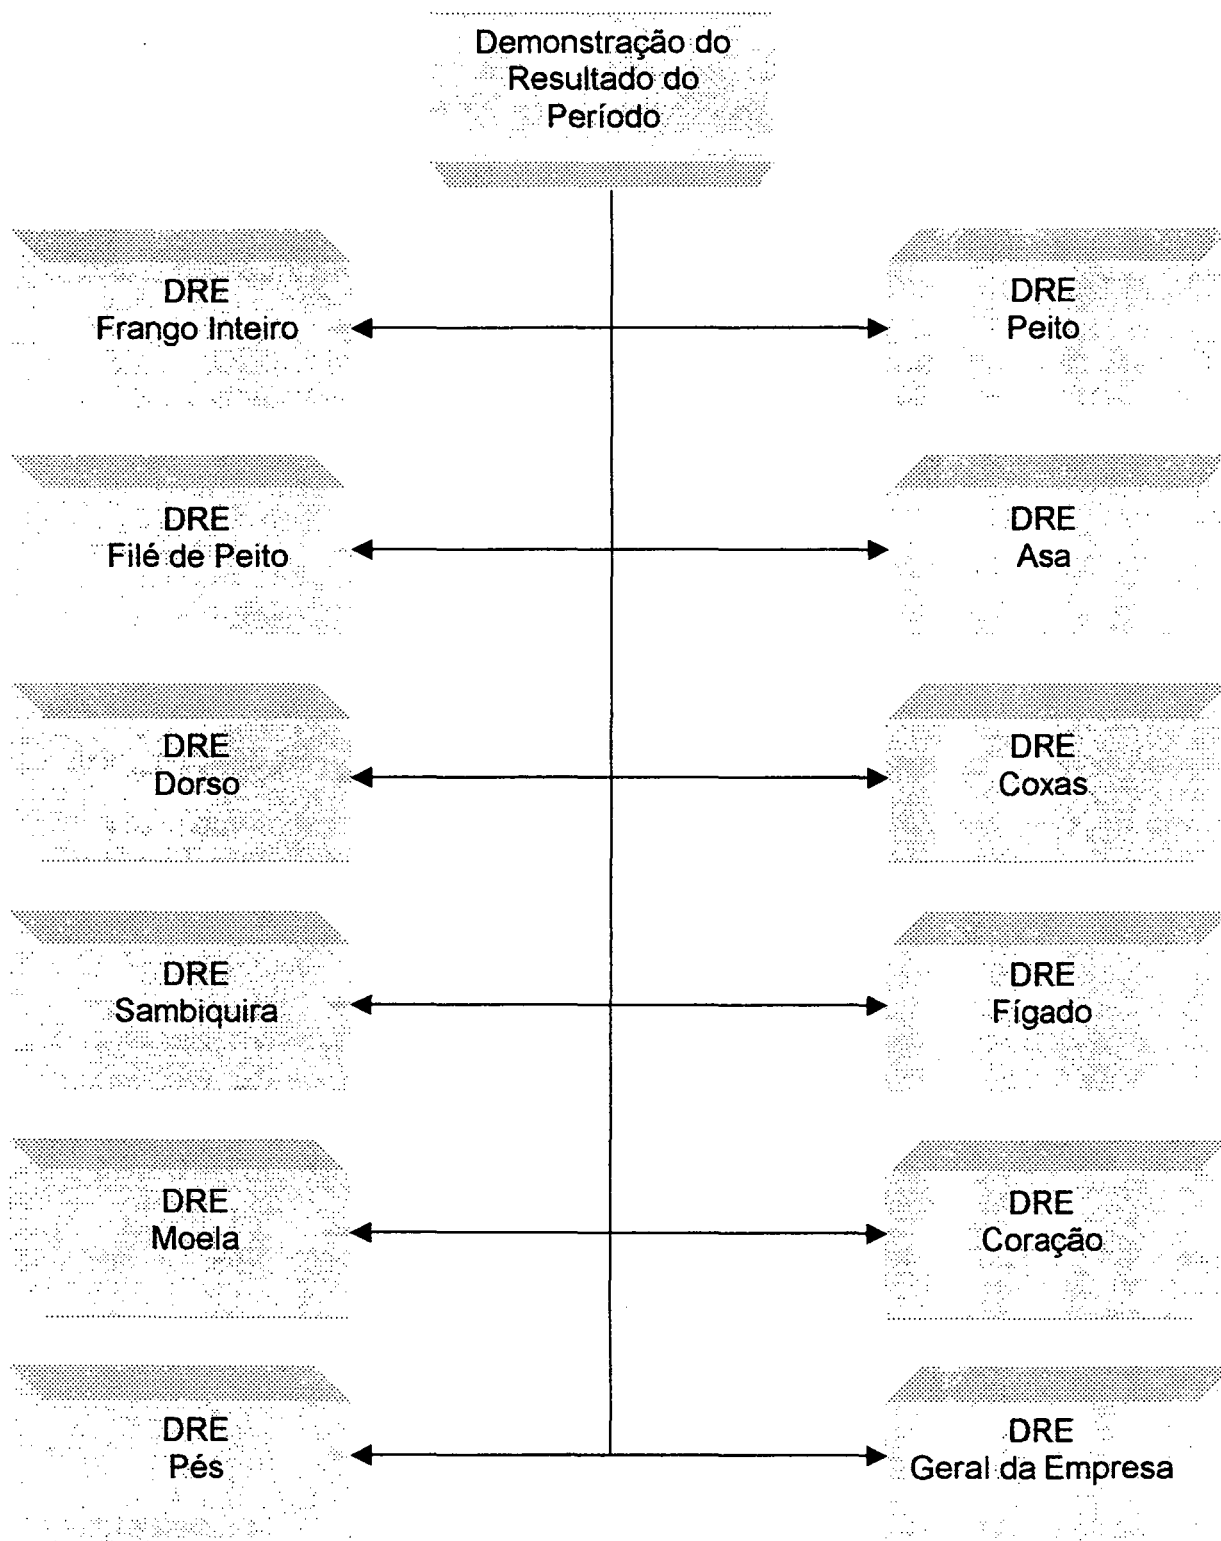 Demonstração do
Resultado do
Período
DRE
Frango Inteiro
DRE
Peito
DRE
Filé de Peito
DRE
Asa
DRE
Dorso
DRE
Coxas
DRE
Sambiquira
DRE
Fígado
DRE
Moela
DRE
Coração
DRE
Pés
DRE
Geral da Empresa